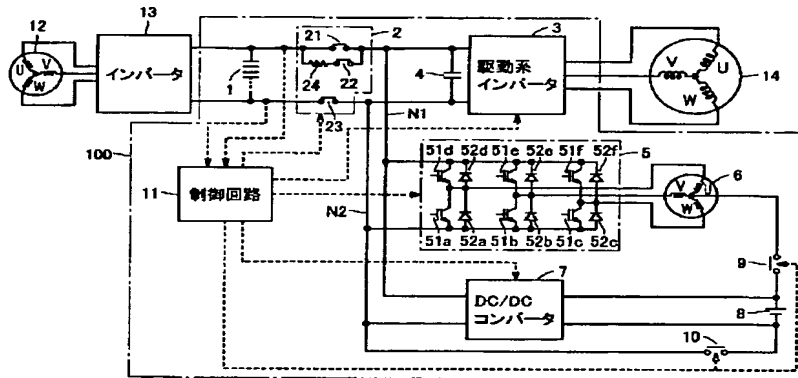 13
12
U
V
W
インバータ
1
21
2
24
22
23
3
駆動系
インバータ
4
V
U
W
14
N1
100
11
制御回路
N2
51d
52d
51e
52e
51f
52f
5
51a
52a
51b
52b
51c
52c
6
V
U
W
7
DC/DC
コンバータ
9
8
10